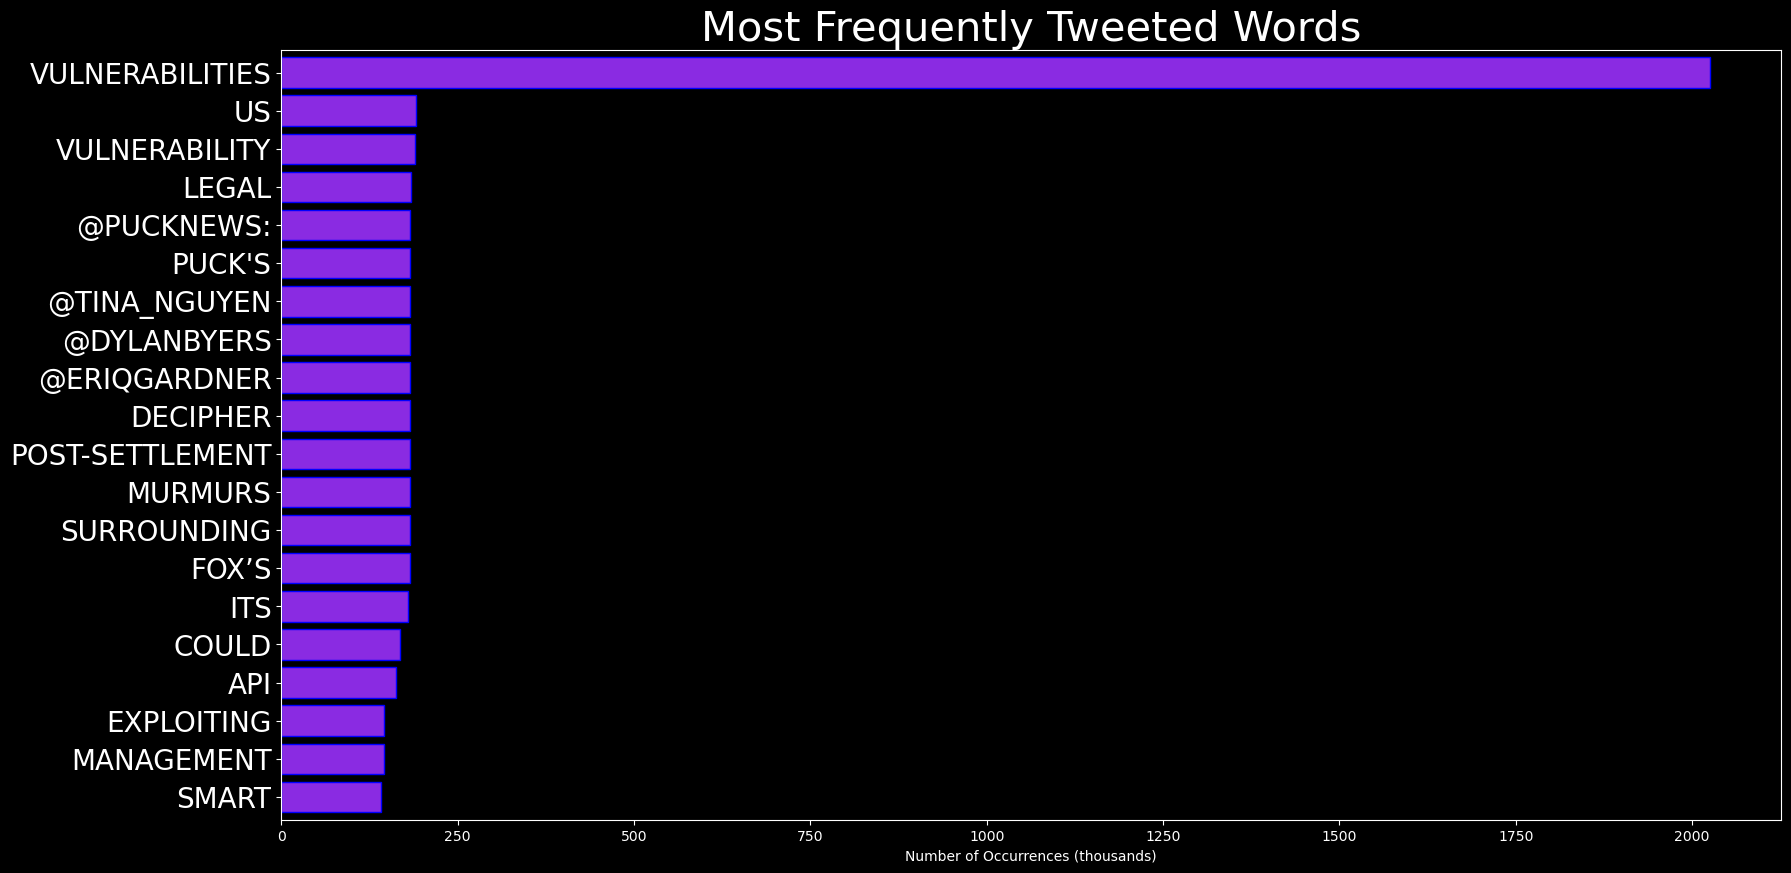 Most Frequently Tweeted Words
VULNERABILITIES
US
VULNERABILITY
LEGAL
@PUCKNEWS:
PUCK'S
@TINA_NGUYEN
@DYLANBYERS
@ERIQGARDNER
DECIPHER
POST-SETTLEMENT
MURMURS
SURROUNDING
FOX’S
ITS
COULD
API
EXPLOITING
MANAGEMENT
SMART
0 250 500 750 1000 1250 1500 1750 2000
Number of Occurrences (thousands)